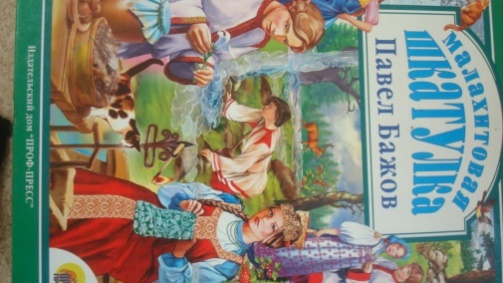 МАЛАХИТОВАЯ
ШКАТУЛКА
Павел Бажов
Издательский дом "ПРОФ-ПРЕСС"